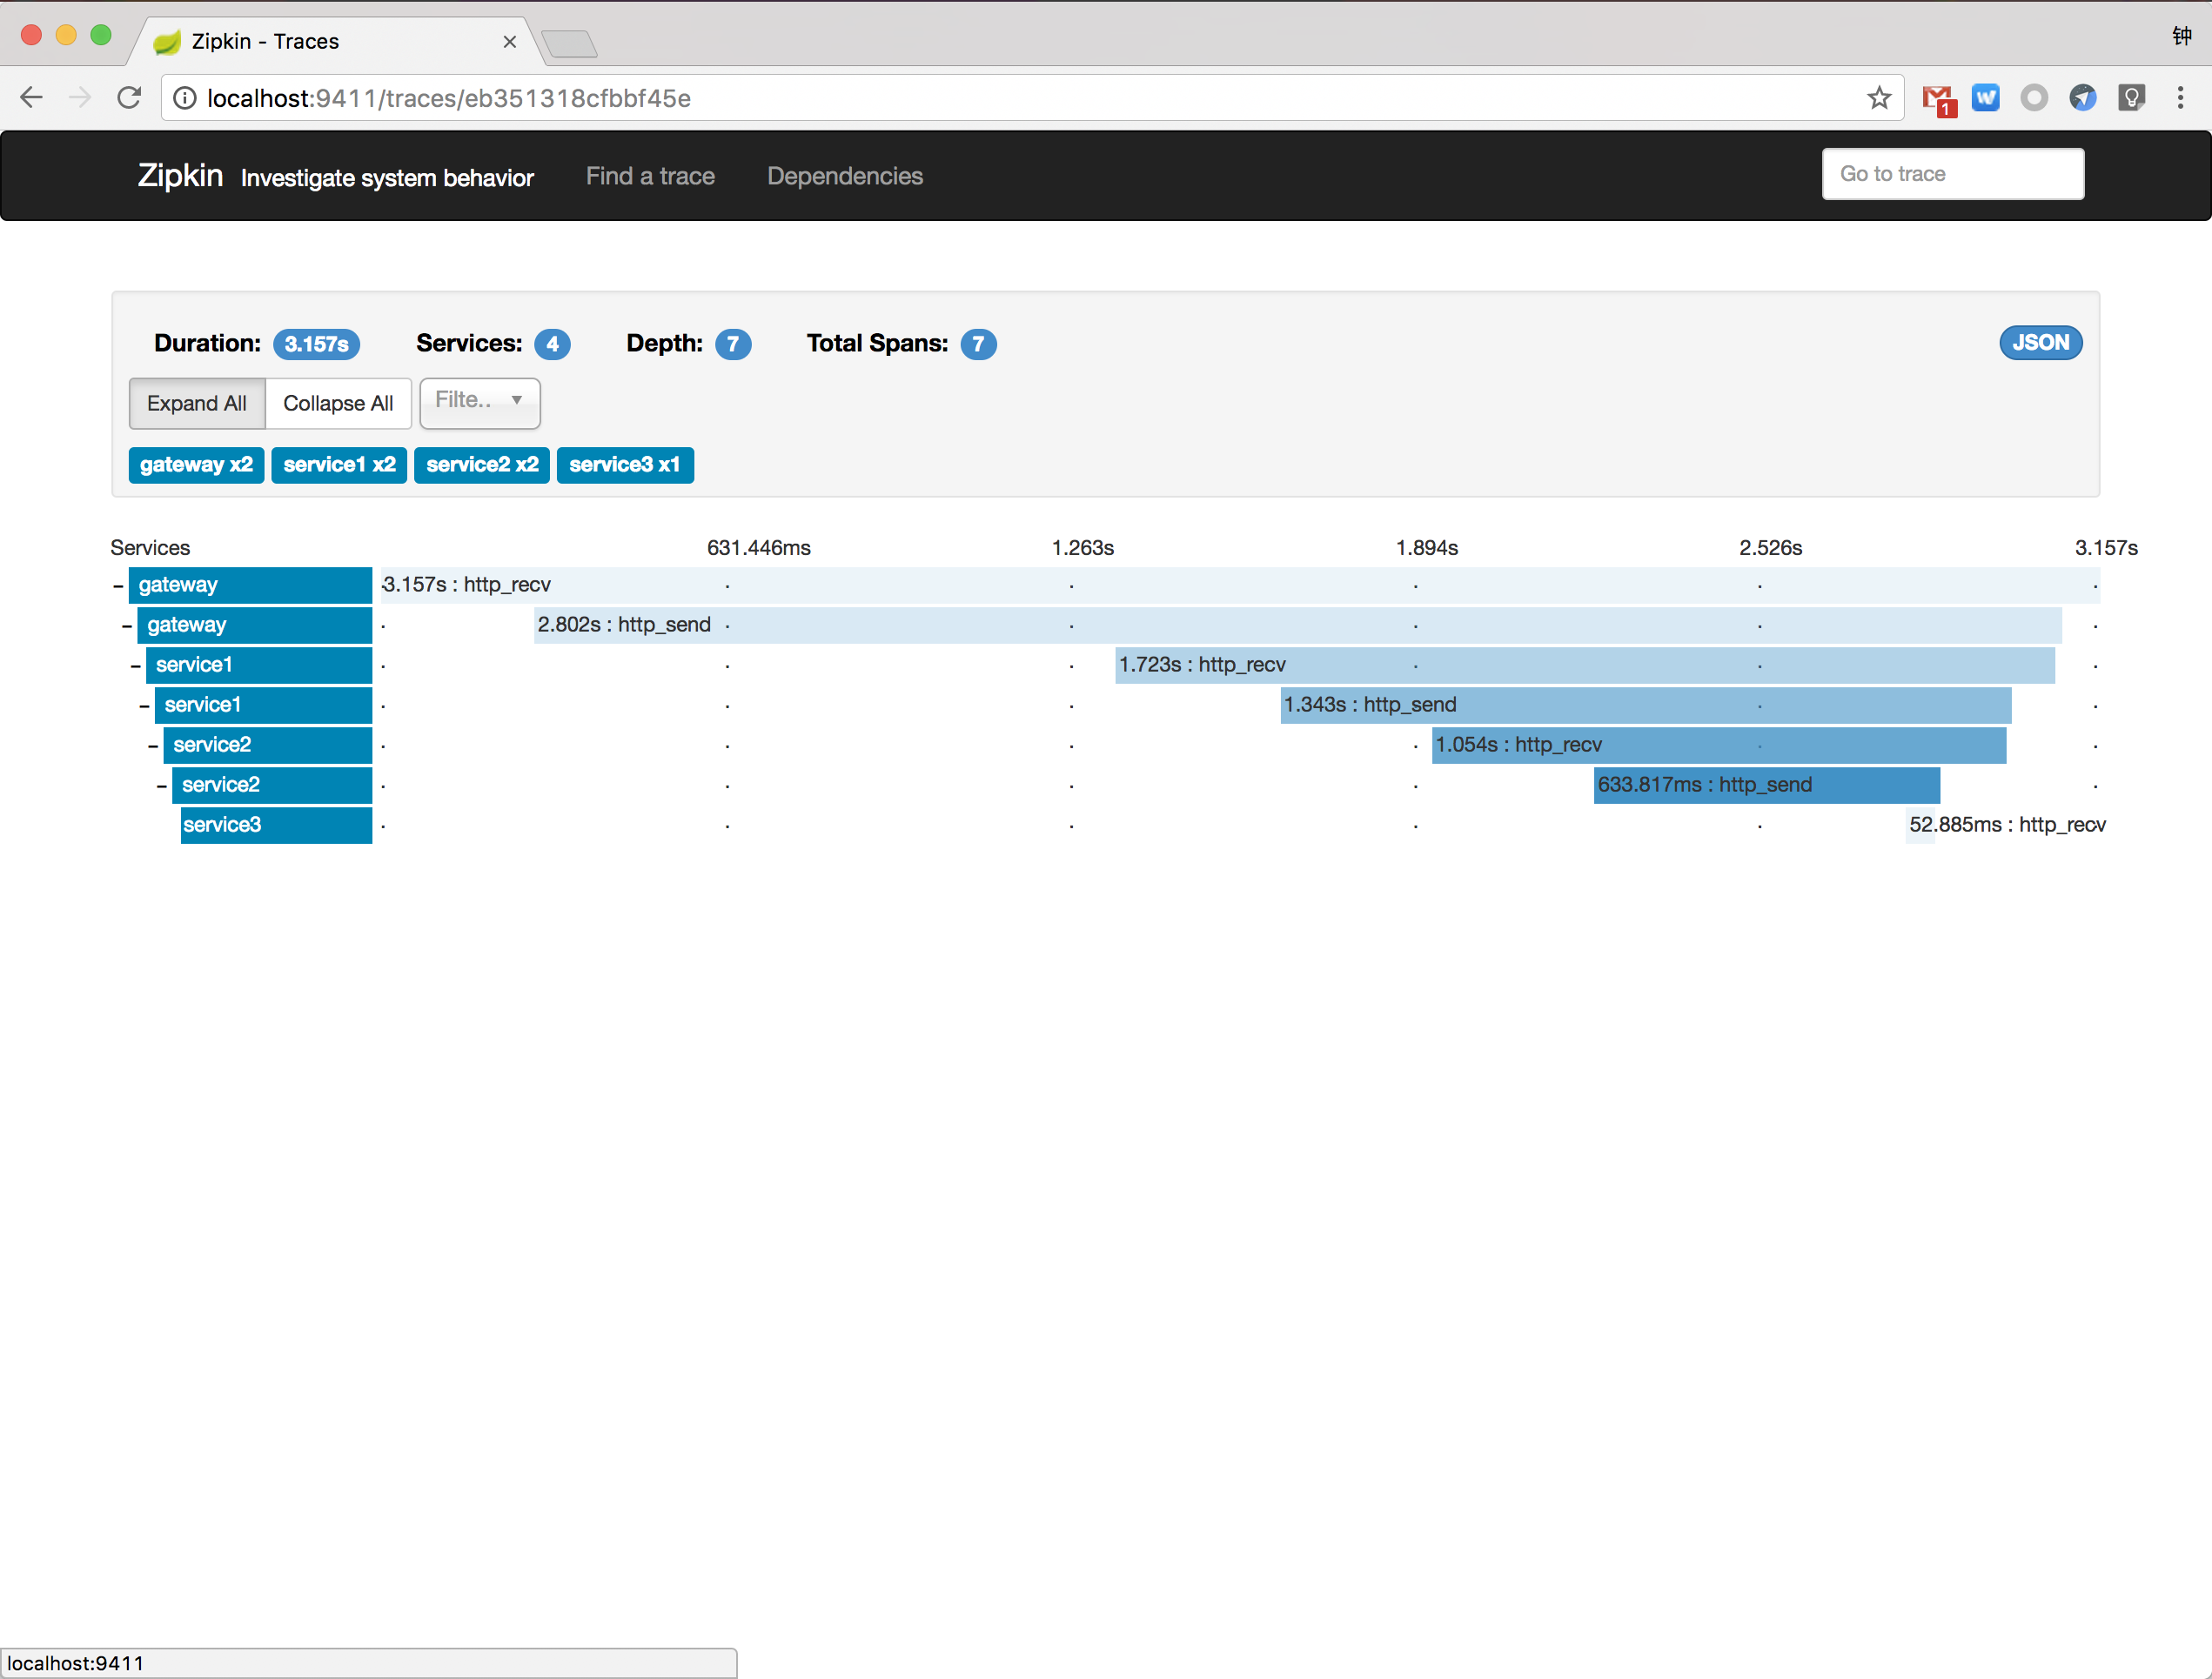 Zipkin - Traces
钟
localhost:9411/traces/eb351318cfbbf45e
1
W
Zipkin Investigate system behavior Find a trace Dependencies Go to trace
Duration: 3.157s Services: 4 Depth: 7 Total Spans: 7 JSON
Expand All Collapse All Filte..
gateway x2 service1 x2 service2 x2 service3 x1
Services 631.446ms 1.263s 1.894s 2.526s 3.157s
- gateway 3.157s : http_recv
- gateway 2.802s : http_send
- service1 1.723s : http_recv
- service1 1.343s : http_send
- service2 1.054s : http_recv
- service2 633.817ms : http_send
service3 52.885ms : http_recv
localhost:9411